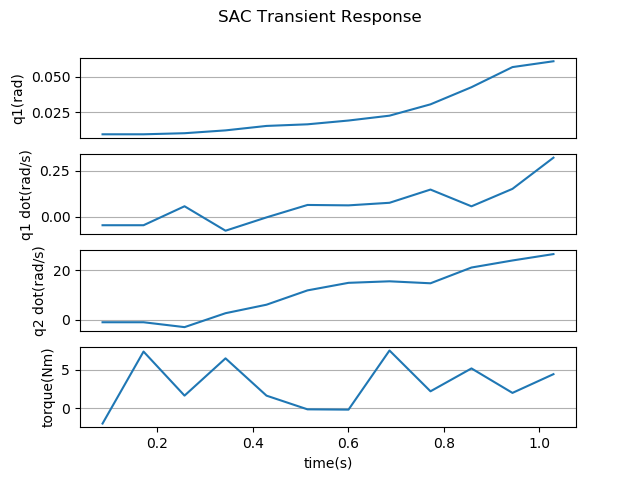 SAC Transient Response
0.050
0.025
q1(rad)
0.25
0.00
q1 dot(rad/s)
20
0
q2 dot(rad/s)
5
0
torque(Nm)
0.2 0.4 0.6 0.8 1.0
time(s)